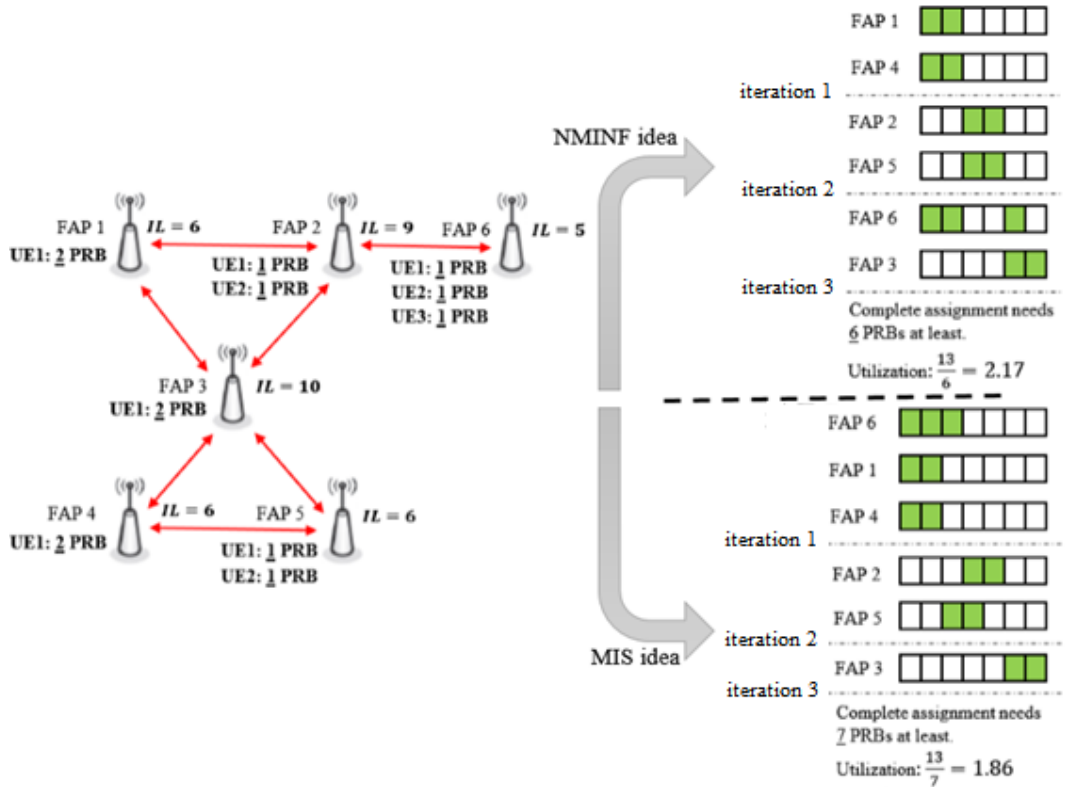 FAP 1
IL = 6
UE1: 2 PRB
FAP 2
IL = 9
UE1: 1 PRB
UE2: 1 PRB
FAP 6
IL = 5
UE1: 1 PRB
UE2: 1 PRB
UE3: 1 PRB
FAP 3
IL = 10
UE1: 2 PRB
FAP 4
IL = 6
UE1: 2 PRB
FAP 5
IL = 6
UE1: 1 PRB
UE2: 1 PRB
NMINF idea
FAP 1
FAP 4
iteration 1
FAP 2
FAP 5
iteration 2
FAP 6
FAP 3
iteration 3
Complete assignment needs
6 PRBs at least.
Utilization: 13/6 = 2.17
MIS idea
FAP 6
FAP 1
FAP 4
iteration 1
FAP 2
FAP 5
iteration 2
FAP 3
iteration 3
Complete assignment needs
7 PRBs at least.
Utilization: 13/7 = 1.86